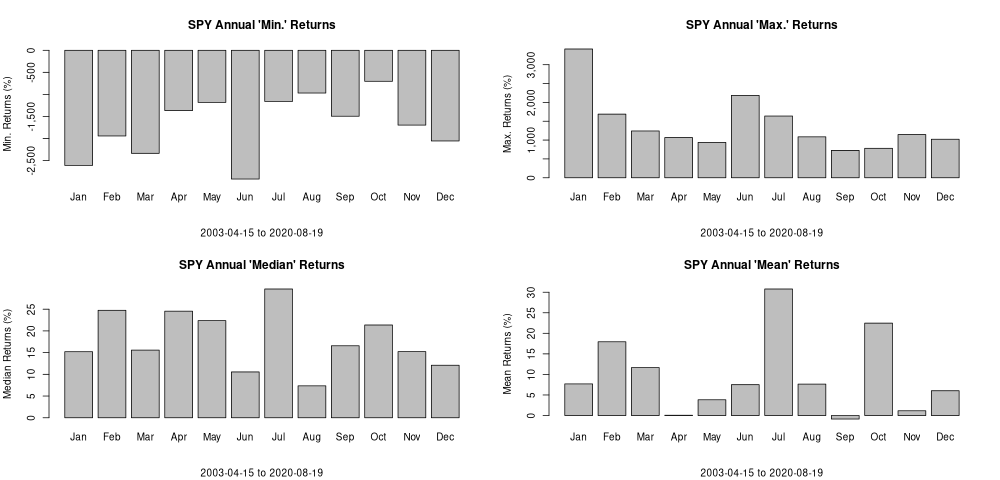 SPY Annual 'Min.' Returns
Min. Returns (%)
0
-500
-1,500
-2,500
Jan Feb Mar Apr May Jun Jul Aug Sep Oct Nov Dec
2003-04-15 to 2020-08-19
SPY Annual 'Max.' Returns
Max. Returns (%)
3,000
2,000
1,000
0
Jan Feb Mar Apr May Jun Jul Aug Sep Oct Nov Dec
2003-04-15 to 2020-08-19
SPY Annual 'Median' Returns
Median Returns (%)
25
20
15
10
5
0
Jan Feb Mar Apr May Jun Jul Aug Sep Oct Nov Dec
2003-04-15 to 2020-08-19
SPY Annual 'Mean' Returns
Mean Returns (%)
30
25
20
15
10
5
0
Jan Feb Mar Apr May Jun Jul Aug Sep Oct Nov Dec
2003-04-15 to 2020-08-19